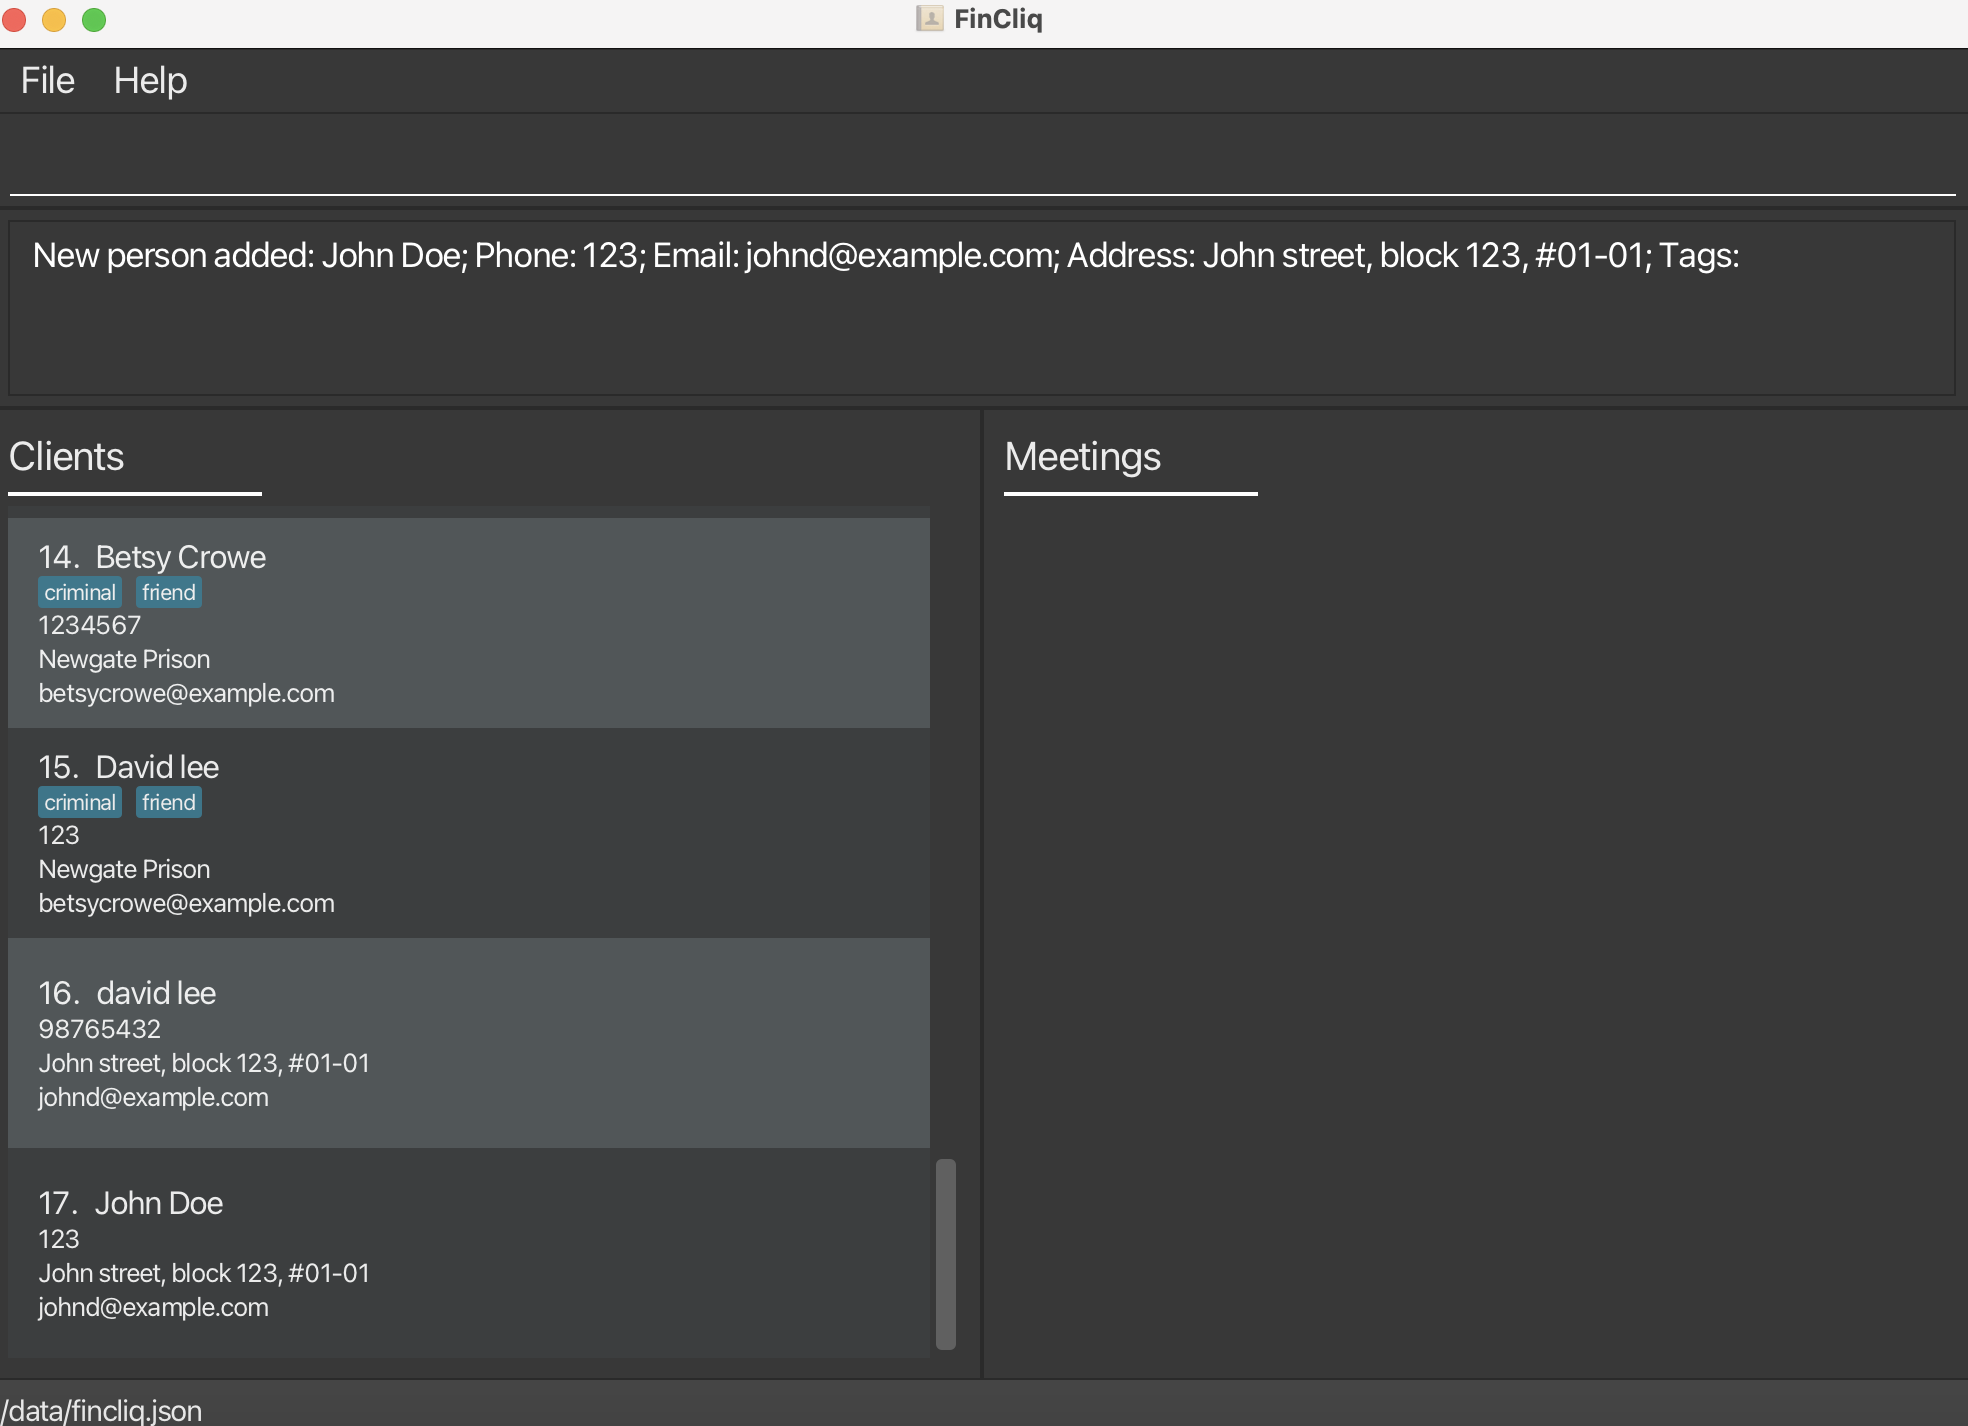 FinCliq
File Help
New person added: John Doe; Phone: 123; Email: johnd@example.com; Address: John street, block 123, #01-01; Tags:
Clients
14. Betsy Crowe
criminal friend
1234567
Newgate Prison
betsycrowe@example.com
15. David lee
criminal friend
123
Newgate Prison
betsycrowe@example.com
16. david lee
98765432
John street, block 123, #01-01
johnd@example.com
17. John Doe
123
John street, block 123, #01-01
johnd@example.com
Meetings
/data/fincliq.json